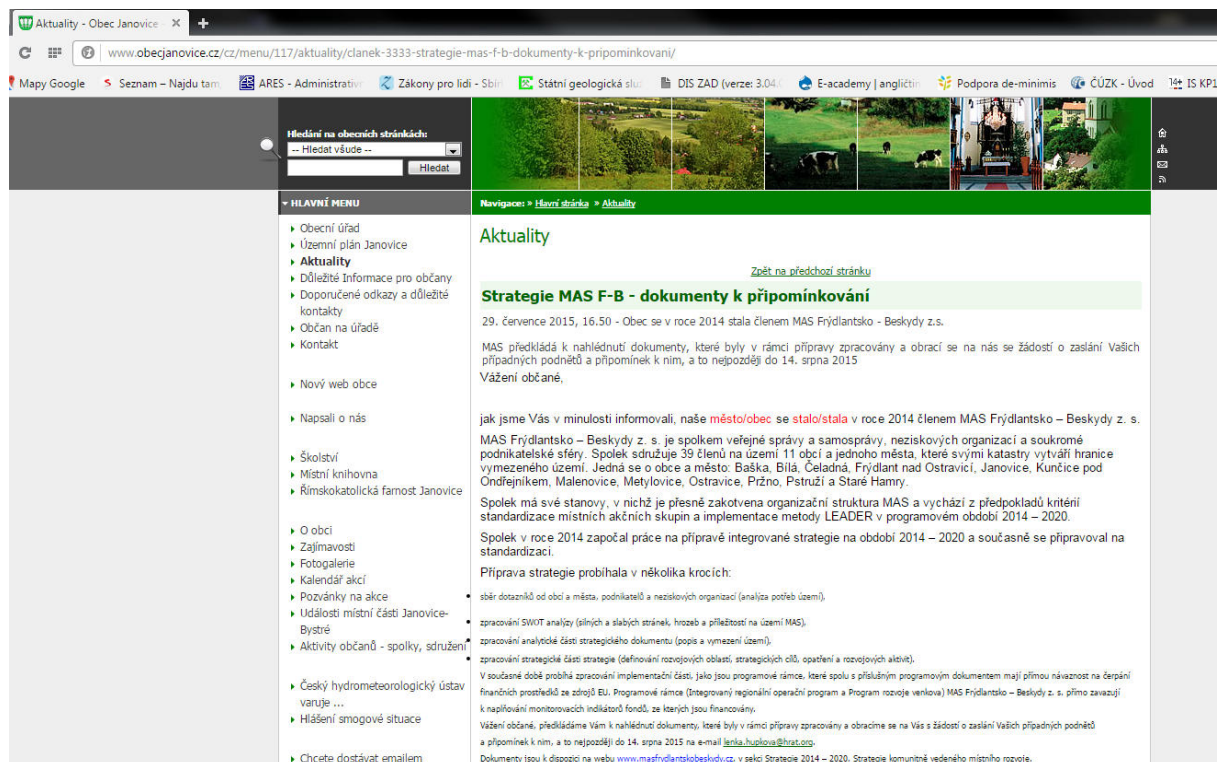 Aktuality - Obec Janovice -
www.obecjanovice.cz/cz/menu/117/aktuality/clanek-3333-strategie-mas-f-b-dokumenty-k-pripominkovani/
Mapy Google Seznam – Najdu tam ARES - Administrativ Zákony pro lidi - Sbír Státní geologická slu DIS ZAD (verze: 3.04. E-academy | angličtin Podpora de-minimis ČÚZK - Úvod IS KP1
Hledání na obecních stránkách:
-- Hledat všude --
Hledat
HLAVNÍ MENU
Obecní úřad
Územní plán Janovice
Aktuality
Důležité Informace pro občany
Doporučené odkazy a důležité
kontakty
Občan na úřadě
Kontakt
Nový web obce
Napsali o nás
Školství
Místní knihovna
Římskokatolická farnost Janovice
O obci
Zajímavosti
Fotogalerie
Kalendář akcí
Pozvánky na akce
Události místní části Janovice-
Bystré
Aktivity občanů - spolky, sdružení
Český hydrometeorologický ústav
varuje ...
Hlášení smogové situace
Chcete dostávat emailem
Navigace: » Hlavní stránka » Aktuality
Aktuality
Zpět na předchozí stránku
Strategie MAS F-B - dokumenty k připomínkování
29. července 2015, 16.50 - Obec se v roce 2014 stala členem MAS Frýdlantsko - Beskydy z.s.
MAS předkládá k nahlédnutí dokumenty, které byly v rámci přípravy zpracovány a obrací se na nás se žádostí o zaslání Vašich
případných podnětů a připomínek k nim, a to nejpozději do 14. srpna 2015
Vážení občané,
jak jsme Vás v minulosti informovali, naše město/obec se stalo/stala v roce 2014 členem MAS Frýdlantsko – Beskydy z. s.
MAS Frýdlantsko – Beskydy z. s. je spolkem veřejné správy a samosprávy, neziskových organizací a soukromé
podnikatelské sféry. Spolek sdružuje 39 členů na území 11 obcí a jednoho města, které svými katastry vytváří hranice
vymezeného území. Jedná se o obce a město: Baška, Bílá, Čeladná, Frýdlant nad Ostravicí, Janovice, Kunčice pod
Ondřejníkem, Malenovice, Metylovice, Ostravice, Pržno, Pstruží a Staré Hamry.
Spolek má své stanovy, v nichž je přesně zakotvena organizační struktura MAS a vychází z předpokladů kritérií
standardizace místních akčních skupin a implementace metody LEADER v programovém období 2014 – 2020.
Spolek v roce 2014 započal práce na přípravě integrované strategie na období 2014 – 2020 a současně se připravoval na
standardizaci.
Příprava strategie probíhala v několika krocích:
sběr dotazníků od obcí a města, podnikatelů a neziskových organizací (analýza potřeb území),
zpracování SWOT analýzy (silných a slabých stránek, hrozeb a příležitostí na území MAS),
zpracování analytické části strategického dokumentu (popis a vymezení území),
zpracování strategické části strategie (definování rozvojových oblastí, strategických cílů, opatření a rozvojových aktivit).
V současné době probíhá zpracování implementační části, jako jsou programové rámce, které spolu s příslušným programovým dokumentem mají přímou návaznost na čerpání
finančních prostředků ze zdrojů EU. Programové rámce (Integrovaný regionální operační program a Program rozvoje venkova) MAS Frýdlantsko – Beskydy z. s. přímo zavazují
k naplňování monitorovacích indikátorů fondů, ze kterých jsou financovány.
Vážení občané, předkládáme Vám k nahlédnutí dokumenty, které byly v rámci přípravy zpracovány a obracíme se na Vás s žádostí o zaslání Vašich případných podnětů
a připomínek k nim, a to nejpozději do 14. srpna 2015 na e-mail lenka.hupkova@hrat.org.
Dokumenty jsou k dispozici na webu www.masfrydlantskobeskydy.cz, v sekci Strategie 2014 – 2020, Strategie komunitně vedeného místního rozvoje.